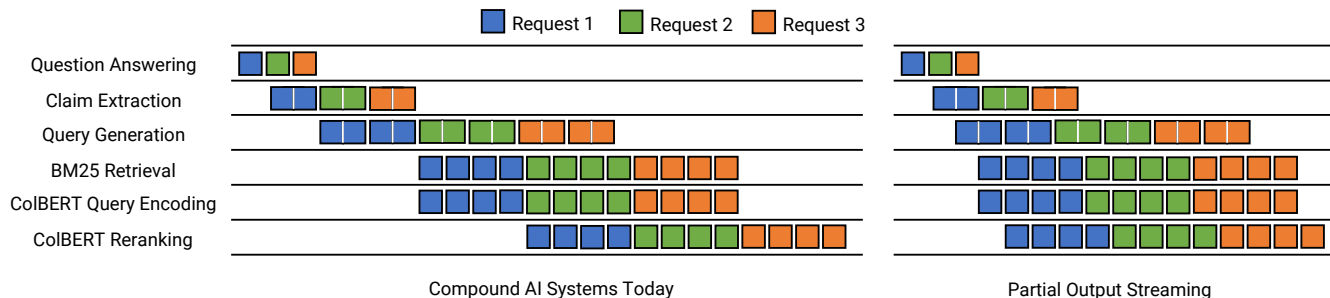 Request 1 Request 2 Request 3
Question Answering
Claim Extraction
Query Generation
BM25 Retrieval
ColBERT Query Encoding
ColBERT Reranking
Compound AI Systems Today
Partial Output Streaming